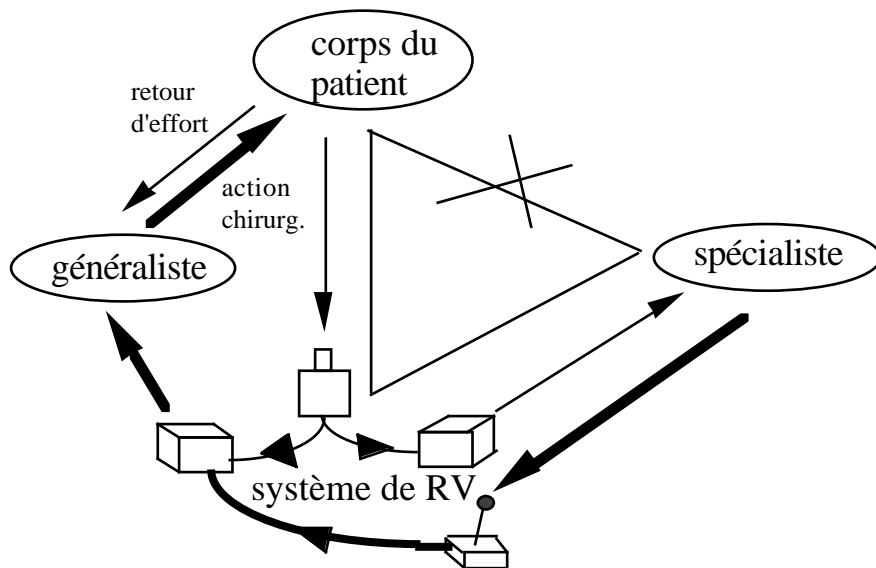 corps du
patient
retour
d'effort
action
chirurg.
généraliste
spécialiste
système de RV